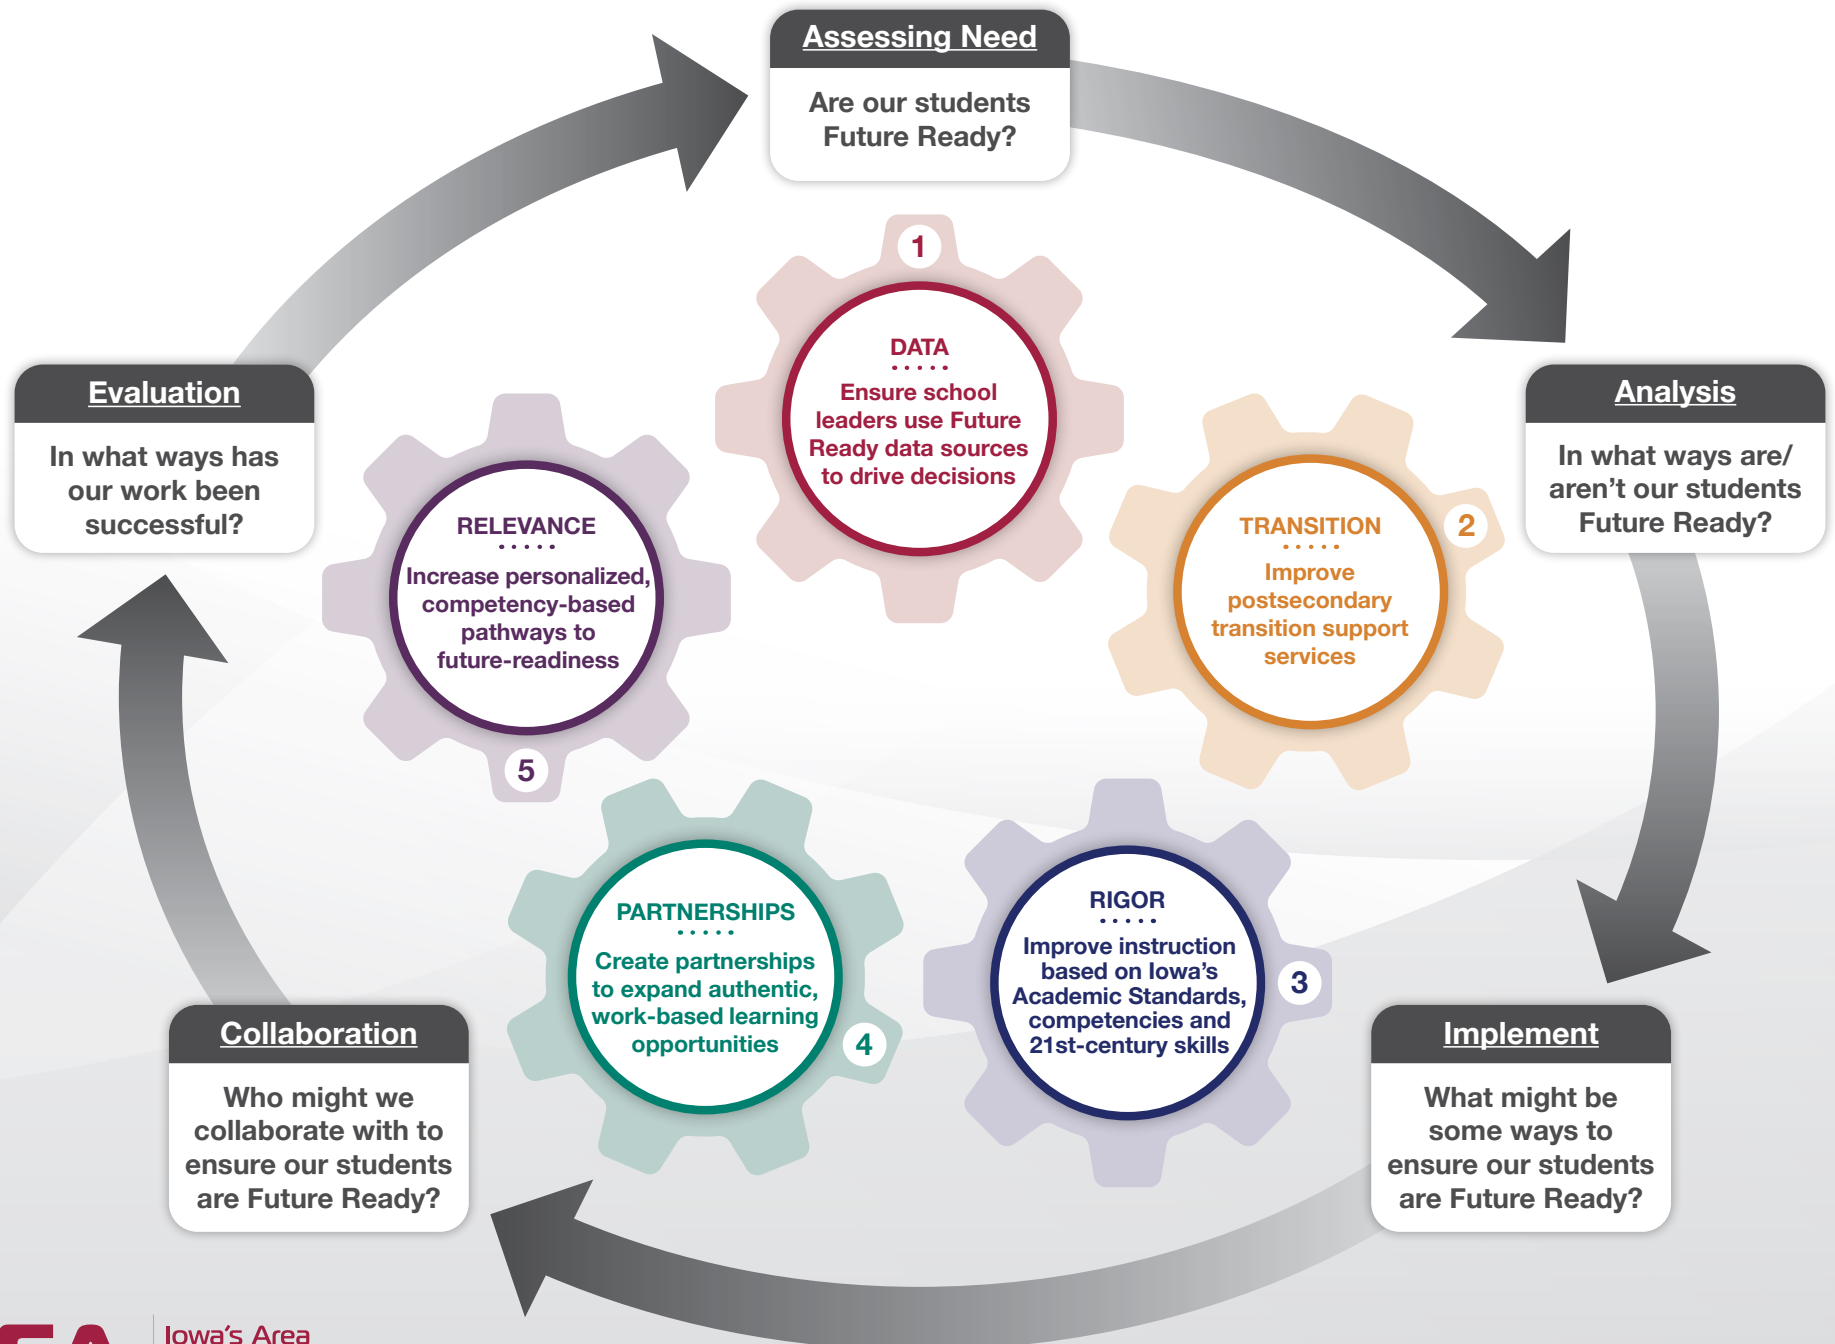 Assessing Need
Are our students
Future Ready?
1
DATA
Ensure school
leaders use Future
Ready data sources
to drive decisions
Evaluation
In what ways has
our work been
successful?
Analysis
In what ways are/
aren’t our students
Future Ready?
RELEVANCE
Increase personalized,
competency-based
pathways to
future-readiness
5
TRANSITION
2
Improve
postsecondary
transition support
services
PARTNERSHIPS
Create partnerships
to expand authentic,
work-based learning
opportunities
4
RIGOR
Improve instruction
based on Iowa’s
Academic Standards,
competencies and
21st-century skills
3
Collaboration
Who might we
collaborate with to
ensure our students
are Future Ready?
Implement
What might be
some ways to
ensure our students
are Future Ready?
Iowa’s Area